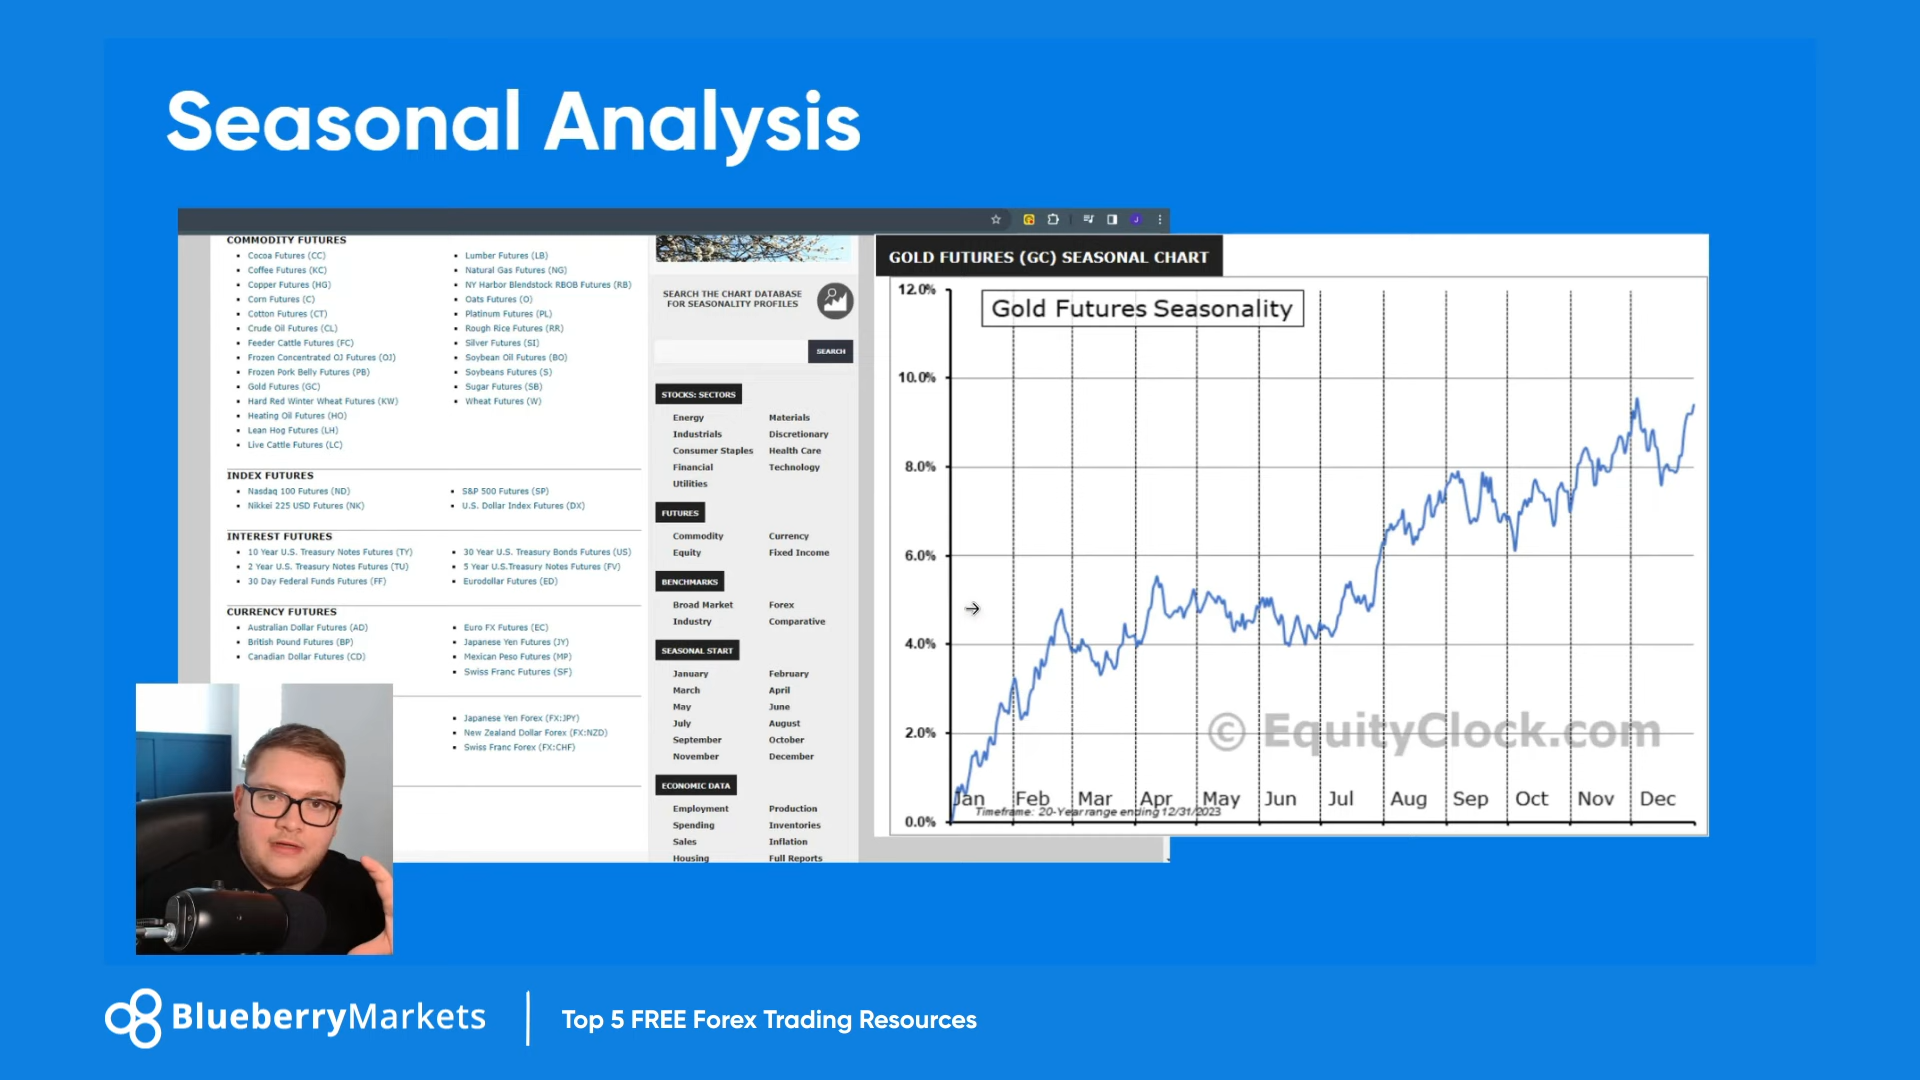 Seasonal Analysis
COMMODITY FUTURES
Cocoa Futures (CC)
Coffee Futures (KC)
Copper Futures (HG)
Corn Futures (C)
Cotton Futures (CT)
Crude Oil Futures (CL)
Feeder Cattle Futures (FC)
Frozen Concentrated OJ Futures (OJ)
Frozen Pork Belly Futures (PB)
Gold Futures (GC)
Hard Red Winter Wheat Futures (KW)
Heating Oil Futures (HO)
Lean Hog Futures (LH)
Live Cattle Futures (LC)
Lumber Futures (LB)
Natural Gas Futures (NG)
NY Harbor Blendstock RBOB Futures (RB)
Oats Futures (O)
Platinum Futures (PL)
Rough Rice Futures (RR)
Silver Futures (SI)
Soybean Oil Futures (BO)
Soybeans Futures (S)
Sugar Futures (SB)
Wheat Futures (W)
INDEX FUTURES
Nasdaq 100 Futures (ND)
Nikkei 225 USD Futures (NK)
S&P 500 Futures (SP)
U.S. Dollar Index Futures (DX)
INTEREST FUTURES
10 Year U.S. Treasury Notes Futures (TY)
2 Year U.S. Treasury Notes Futures (TU)
30 Day Federal Funds Futures (FF)
30 Year U.S. Treasury Bonds Futures (US)
5 Year U.S.Treasury Notes Futures (FV)
Eurodollar Futures (ED)
CURRENCY FUTURES
Australian Dollar Futures (AD)
British Pound Futures (BP)
Canadian Dollar Futures (CD)
Euro FX Futures (EC)
Japanese Yen Futures (JY)
Mexican Peso Futures (MP)
Swiss Franc Futures (SF)
Japanese Yen Forex (FX:JPY)
New Zealand Dollar Forex (FX:NZD)
Swiss Franc Forex (FX:CHF)
SEARCH THE CHART DATABASE
FOR SEASONALITY PROFILES
SEARCH
STOCKS: SECTORS
Energy Materials
Industrials Discretionary
Consumer Staples Health Care
Financial Technology
Utilities
FUTURES
Commodity Currency
Equity Fixed Income
BENCHMARKS
Broad Market Forex
Industry Comparative
SEASONAL START
January February
March April
May June
July August
September October
November December
ECONOMIC DATA
Employment Production
Spending Inventories
Sales Inflation
Housing Full Reports
J
GOLD FUTURES (GC) SEASONAL CHART
Gold Futures Seasonality
12.0%
10.0%
8.0%
6.0%
4.0%
2.0%
0.0%
© EquityClock.com
Jan Feb Mar Apr May Jun Jul Aug Sep Oct Nov Dec
Timeframe: 20-Year range ending 12/31/2023
BlueberryMarkets
Top 5 FREE Forex Trading Resources